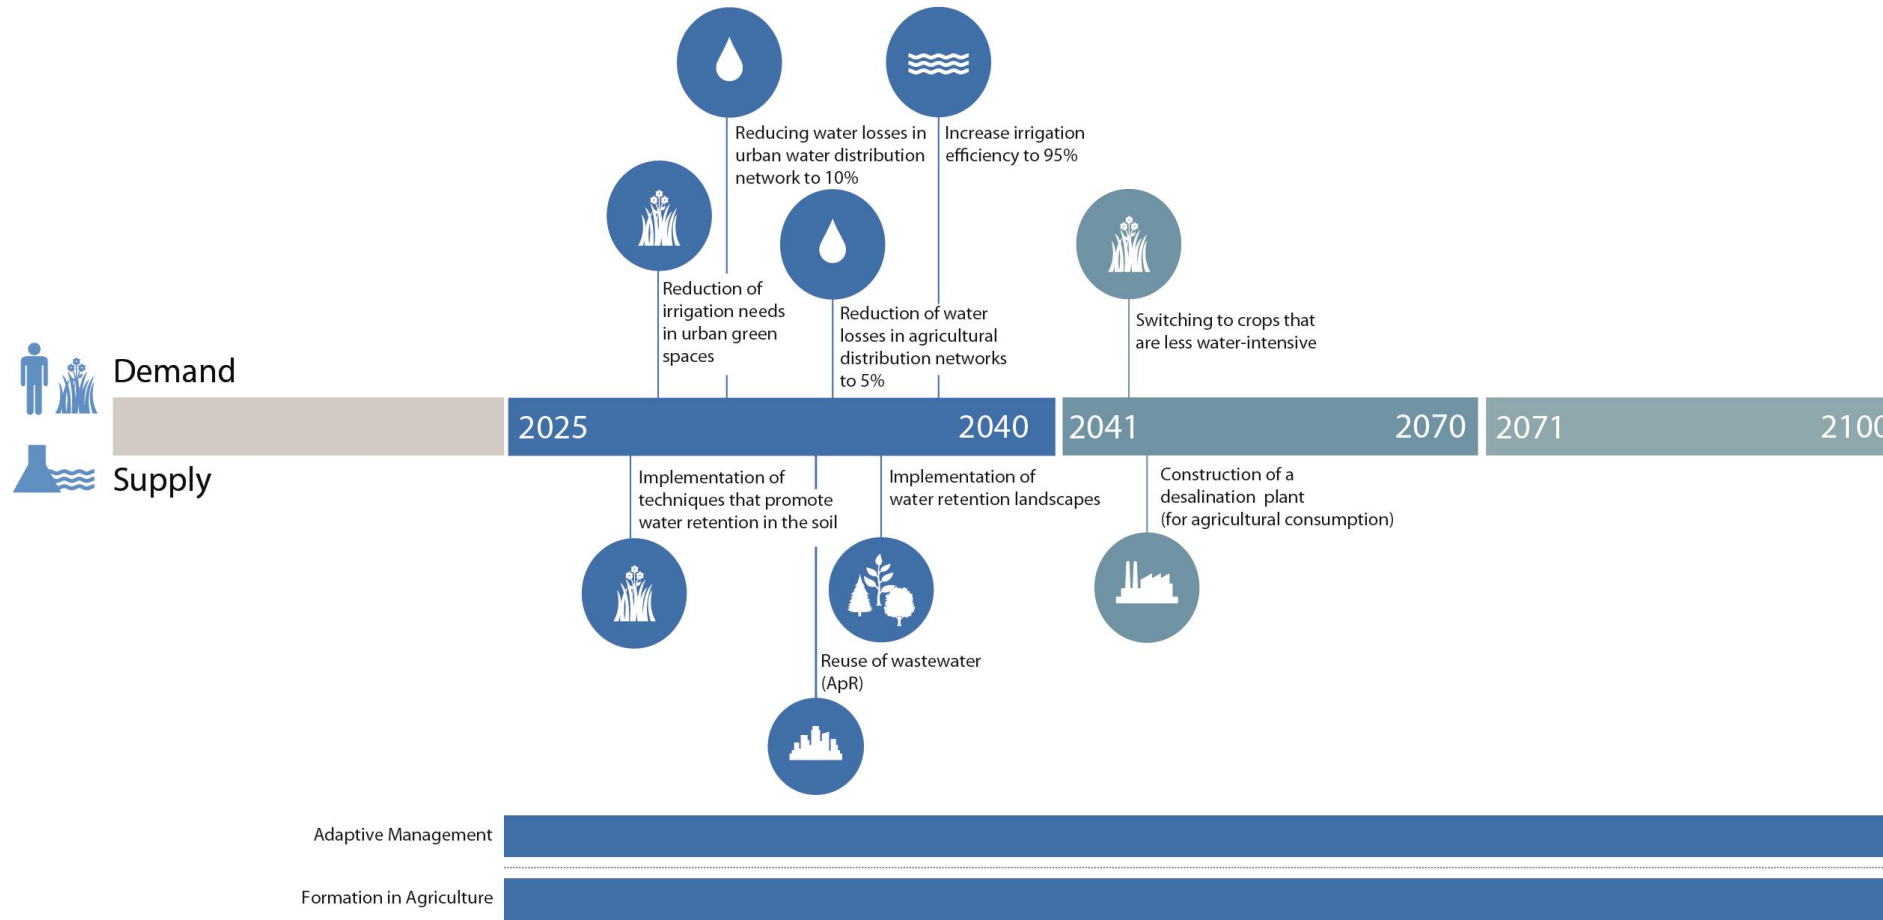 Reducing water losses in
urban water distribution
network to 10%
Increase irrigation
efficiency to 95%
Reduction of
irrigation needs
in urban green
spaces
Reduction of water
losses in agricultural
distribution networks
to 5%
Switching to crops that
are less water-intensive
Demand
2025
2040
2041
2070
2071
2100
Supply
Implementation of
techniques that promote
water retention in the soil
Implementation of
water retention landscapes
Construction of a
desalination plant
(for agricultural consumption)
Reuse of wastewater
(ApR)
Adaptive Management
Formation in Agriculture